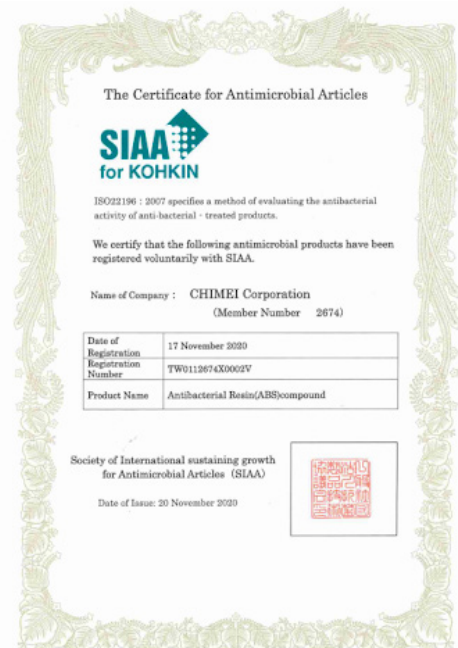 The Certificate for Antimicrobial Articles
SIAA
for KOHKIN
ISO22196 : 2007 specifies a method of evaluating the antibacterial
activity of anti-bacterial - treated products.
We certify that the following antimicrobial products have been
registered voluntarily with SIAA.
Name of Company : CHIMEI Corporation
(Member Number 2674)
Date of
Registration
17 November 2020
Registration
Number
TW0112674X0002V
Product Name
Antibacterial Resin(ABS)compound
Society of International sustaining growth
for Antimicrobial Articles (SIAA)
Date of Issue: 20 November 2020